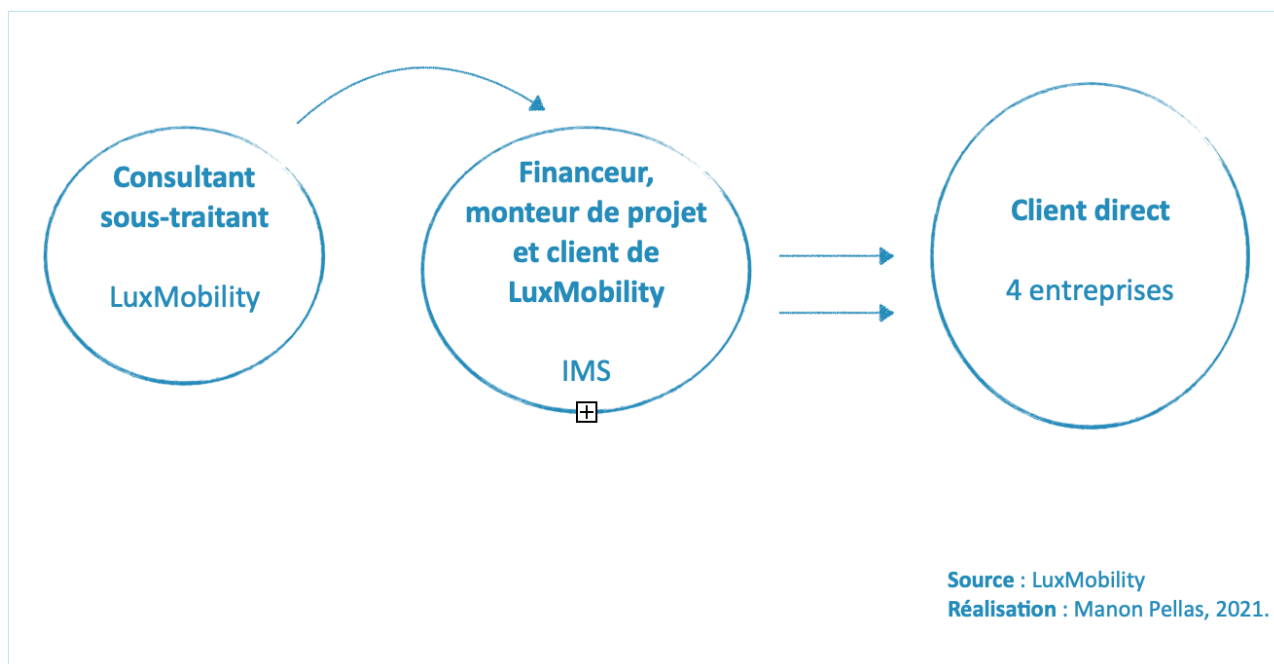 Consultant
sous-traitant
LuxMobility
Financeur,
monteur de projet
et client de
LuxMobility
IMS
Client direct
4 entreprises
Source : LuxMobility
Réalisation : Manon Pellas, 2021.